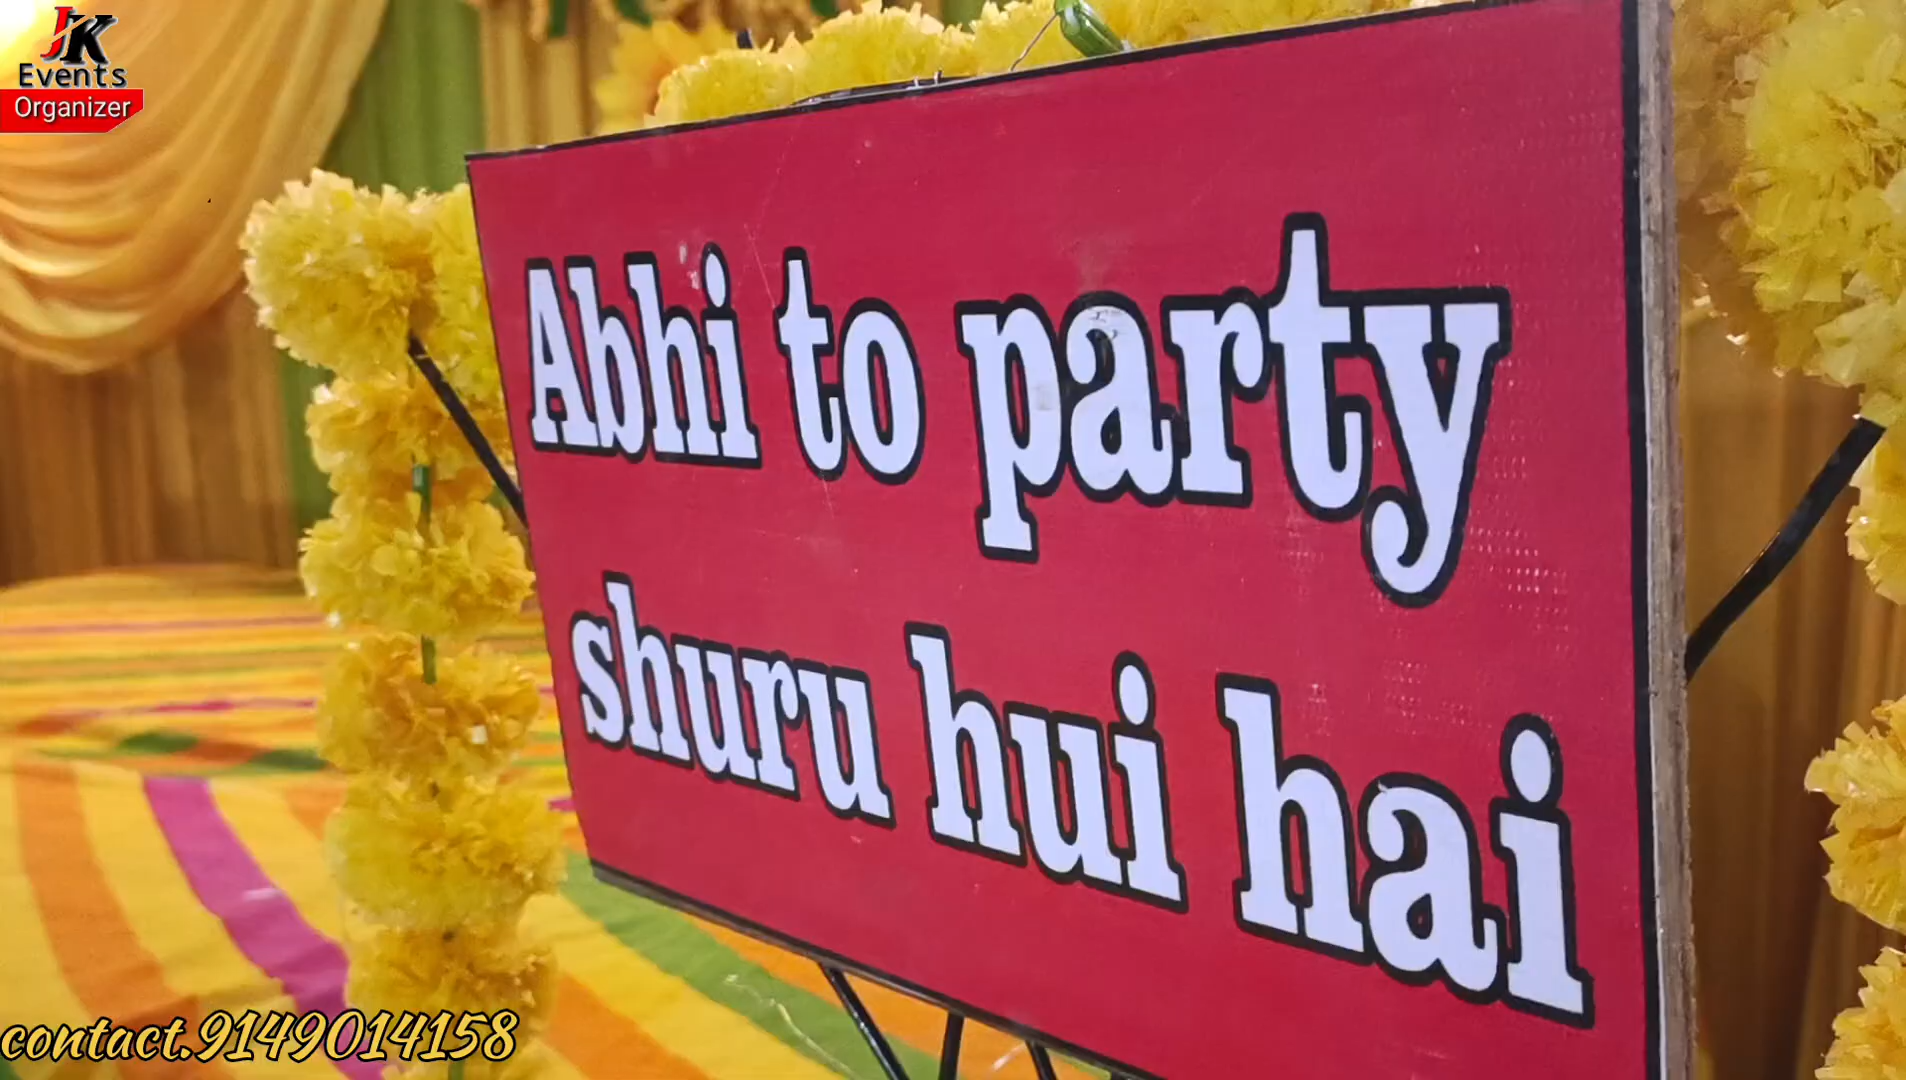 JK
Events
Organizer
Abhi to party
shuru hui hai
contact.9149014158